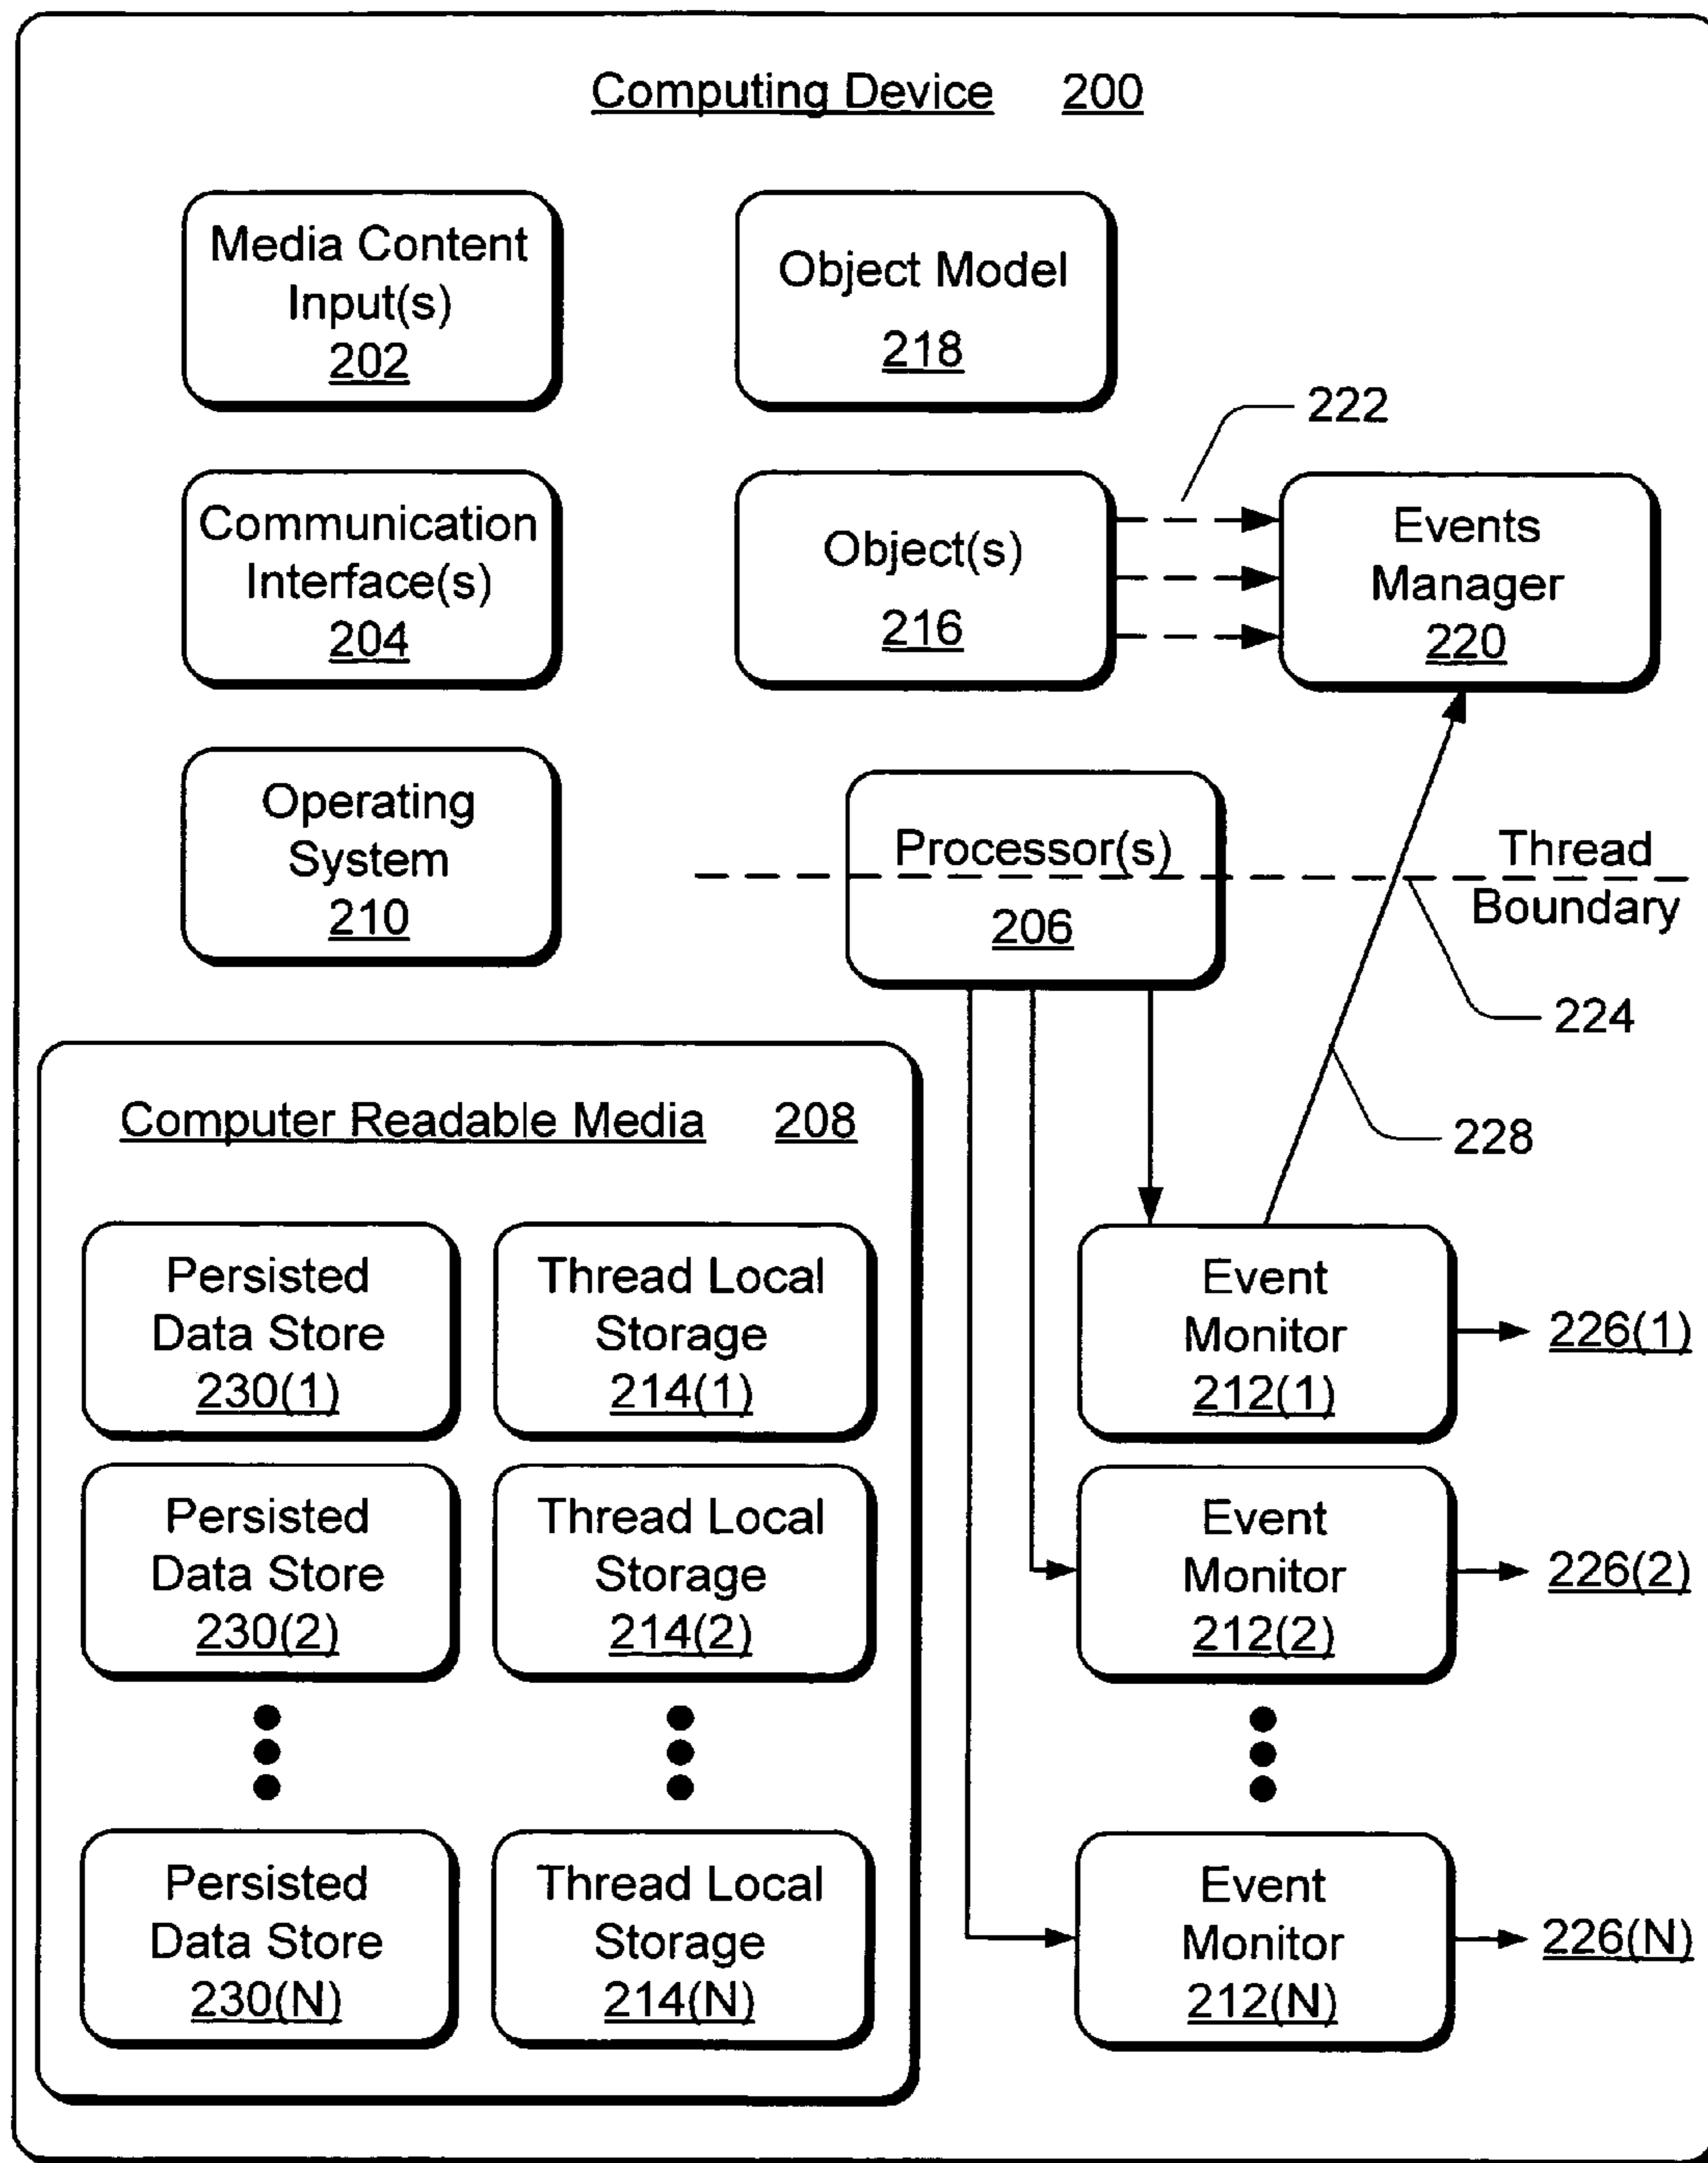 Computing Device 200
Media Content
Input(s)
202
Object Model
218
222
Communication
Interface(s)
204
Object(s)
216
Events
Manager
220
Operating
System
210
Processor(s)
206
Thread
Boundary
224
228
Computer Readable Media 208
Persisted
Data Store
230(1)
Thread Local
Storage
214(1)
Event
Monitor
212(1)
226(1)
Persisted
Data Store
230(2)
Thread Local
Storage
214(2)
Event
Monitor
212(2)
226(2)
Persisted
Data Store
230(N)
Thread Local
Storage
214(N)
Event
Monitor
212(N)
226(N)